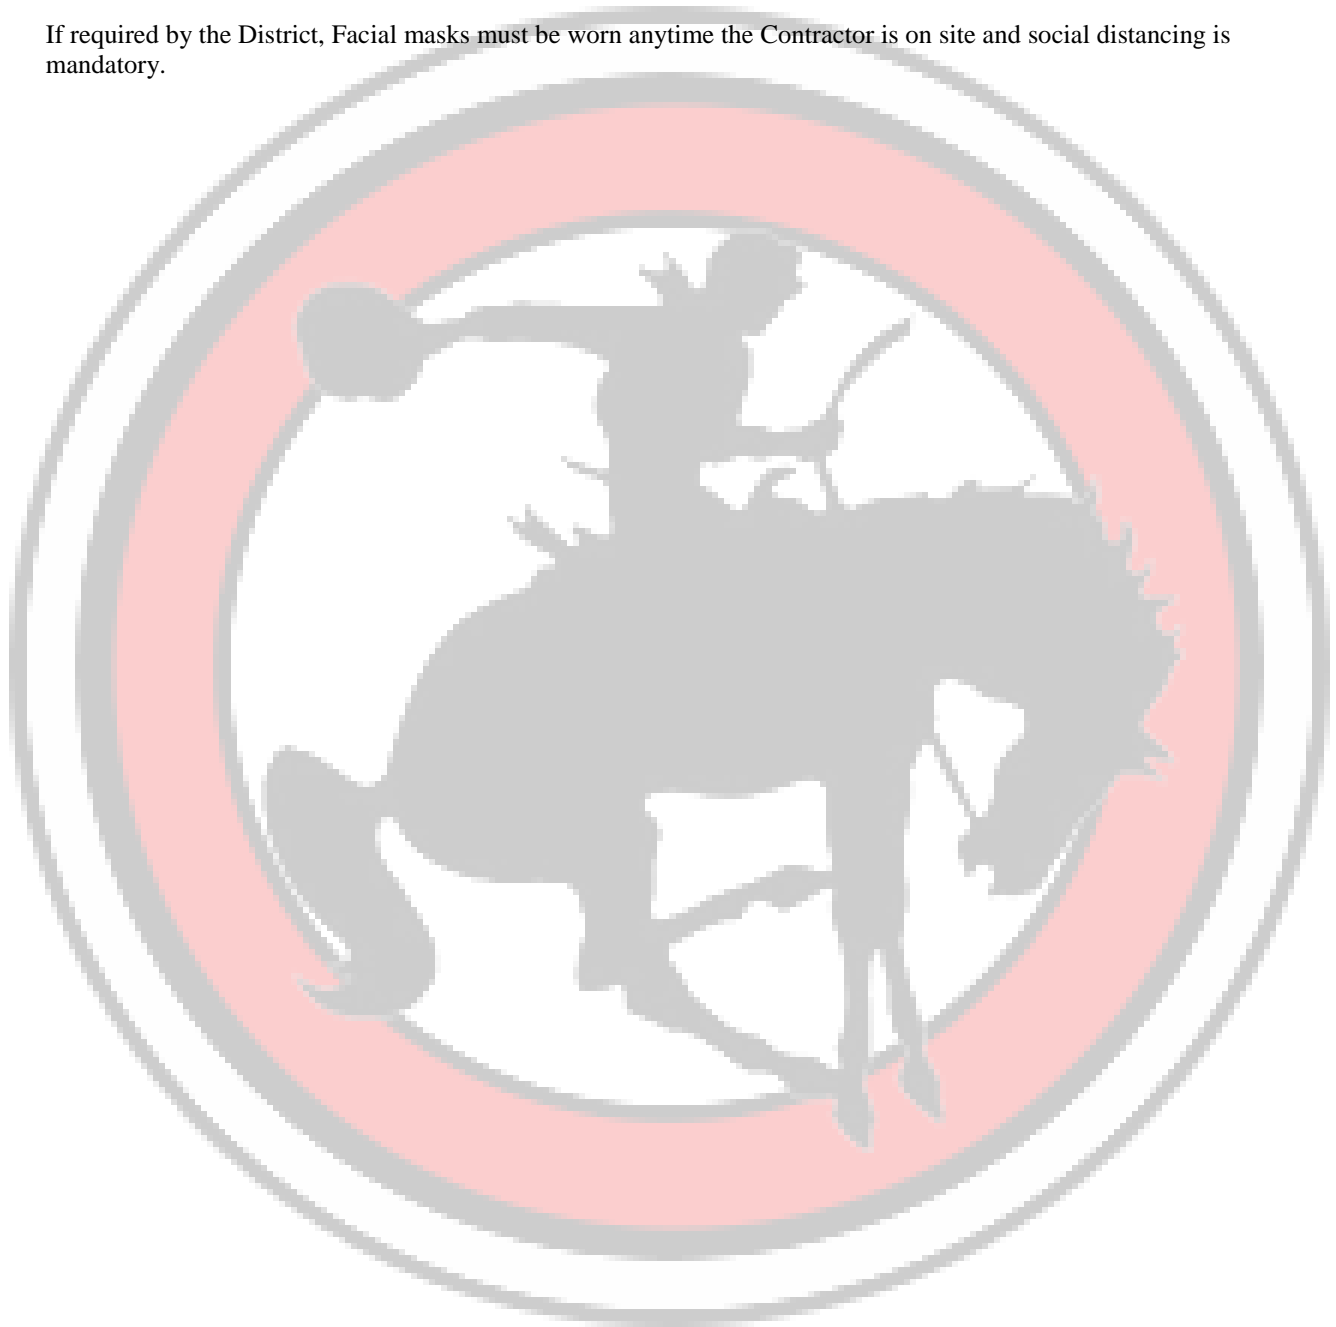 If required by the District, Facial masks must be worn anytime the Contractor is on site and social distancing is
mandatory.